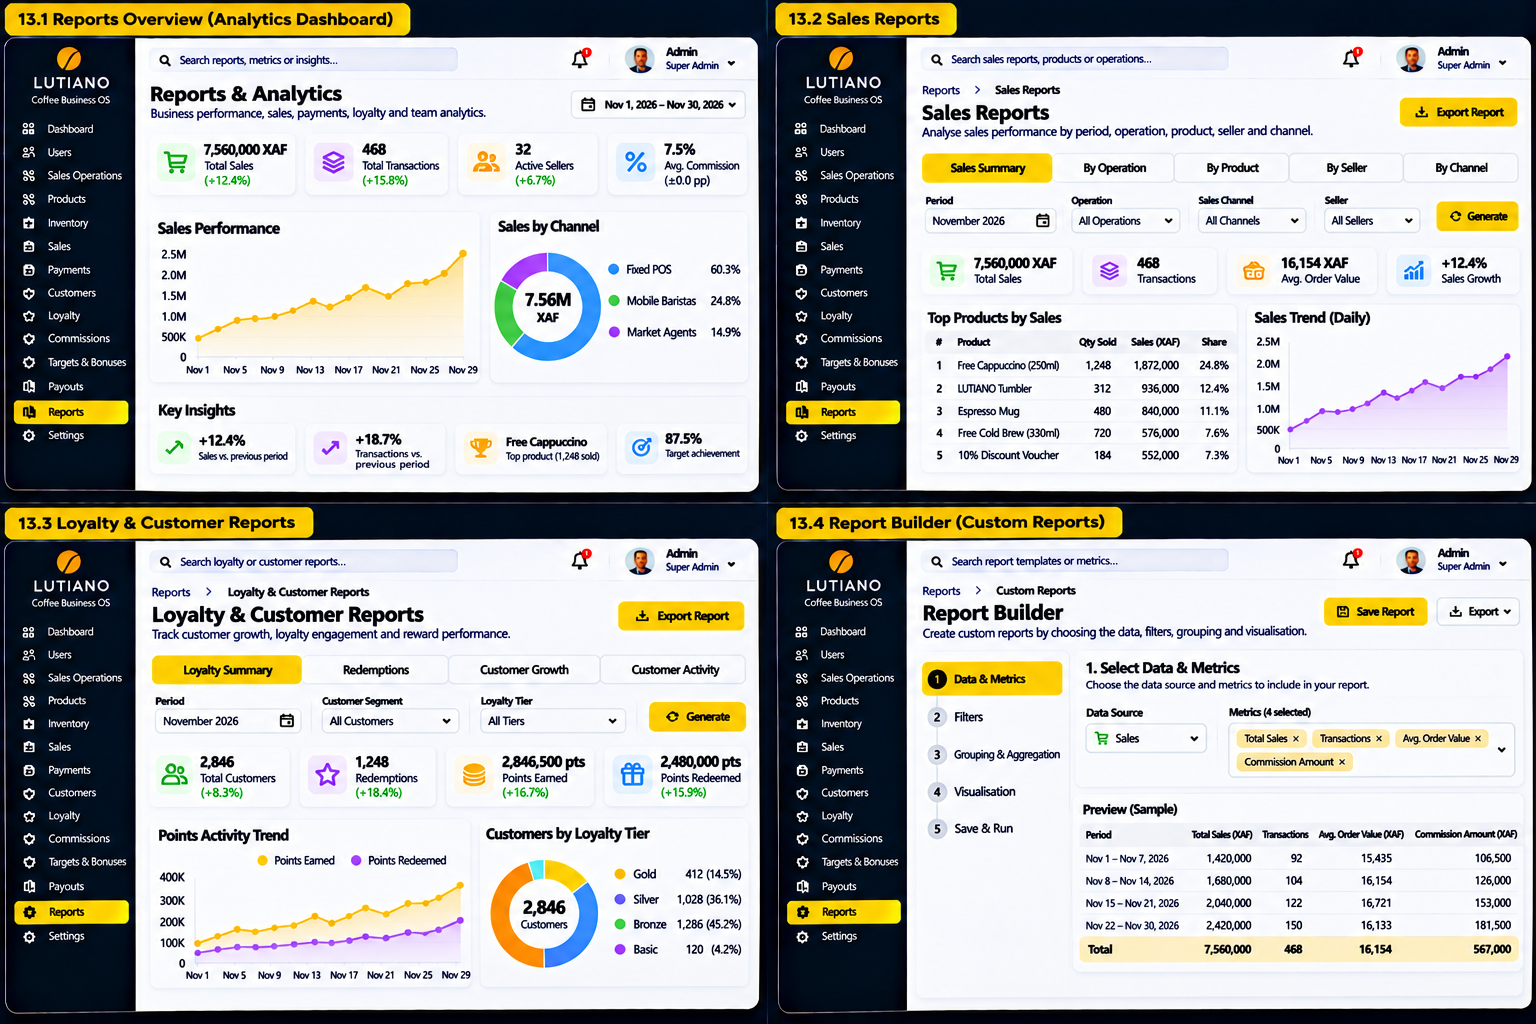 13.1 Reports Overview (Analytics Dashboard)
LUTIANO
Coffee Business OS
Dashboard
Users
Sales Operations
Products
Inventory
Sales
Payments
Customers
Loyalty
Commissions
Targets & Bonuses
Payouts
Reports
Settings
Search reports, metrics or insights...
Admin
Super Admin
Reports & Analytics
Business performance, sales, payments, loyalty and team analytics.
Nov 1, 2026 – Nov 30, 2026
7,560,000 XAF
Total Sales
(+12.4%)
468
Total Transactions
(+15.8%)
32
Active Sellers
(+6.7%)
7.5%
Avg. Commission
(±0.0 pp)
Sales Performance
2.5M
2.0M
1.5M
1.0M
500K
0
Nov 1 Nov 5 Nov 9 Nov 13 Nov 17 Nov 21 Nov 25 Nov 29
Sales by Channel
7.56M
XAF
Fixed POS 60.3%
Mobile Baristas 24.8%
Market Agents 14.9%
Key Insights
+12.4%
Sales vs. previous period
+18.7%
Transactions vs.
previous period
Free Cappuccino
Top product (1,248 sold)
87.5%
Target achievement
13.2 Sales Reports
LUTIANO
Coffee Business OS
Dashboard
Users
Sales Operations
Products
Inventory
Sales
Payments
Customers
Loyalty
Commissions
Targets & Bonuses
Payouts
Reports
Settings
Search sales reports, products or operations...
Admin
Super Admin
Reports > Sales Reports
Sales Reports
Analyse sales performance by period, operation, product, seller and channel.
Export Report
Sales Summary By Operation By Product By Seller By Channel
Period Operation Sales Channel Seller
November 2026 All Operations All Channels All Sellers Generate
7,560,000 XAF
Total Sales
468
Transactions
16,154 XAF
Avg. Order Value
+12.4%
Sales Growth
Top Products by Sales
# Product Qty Sold Sales (XAF) Share
1 Free Cappuccino (250ml) 1,248 1,872,000 24.8%
2 LUTIANO Tumbler 312 936,000 12.4%
3 Espresso Mug 480 840,000 11.1%
4 Free Cold Brew (330ml) 720 576,000 7.6%
5 10% Discount Voucher 184 552,000 7.3%
Sales Trend (Daily)
2.5M
2.0M
1.5M
1.0M
500K
0
Nov 1 Nov 5 Nov 9 Nov 13 Nov 17 Nov 21 Nov 25 Nov 29
13.3 Loyalty & Customer Reports
LUTIANO
Coffee Business OS
Dashboard
Users
Sales Operations
Products
Inventory
Sales
Payments
Customers
Loyalty
Commissions
Targets & Bonuses
Payouts
Reports
Settings
Search loyalty or customer reports...
Admin
Super Admin
Reports > Loyalty & Customer Reports
Loyalty & Customer Reports
Track customer growth, loyalty engagement and reward performance.
Export Report
Loyalty Summary Redemptions Customer Growth Customer Activity
Period Customer Segment Loyalty Tier
November 2026 All Customers All Tiers Generate
2,846
Total Customers
(+8.3%)
1,248
Redemptions
(+18.4%)
2,846,500 pts
Points Earned
(+16.7%)
2,480,000 pts
Points Redeemed
(+15.9%)
Points Activity Trend
Points Earned Points Redeemed
400K
300K
200K
100K
0
Nov 1 Nov 5 Nov 9 Nov 13 Nov 17 Nov 21 Nov 25 Nov 29
Customers by Loyalty Tier
2,846
Customers
Gold 412 (14.5%)
Silver 1,028 (36.1%)
Bronze 1,286 (45.2%)
Basic 120 (4.2%)
13.4 Report Builder (Custom Reports)
LUTIANO
Coffee Business OS
Dashboard
Users
Sales Operations
Products
Inventory
Sales
Payments
Customers
Loyalty
Commissions
Targets & Bonuses
Payouts
Reports
Settings
Search report templates or metrics...
Admin
Super Admin
Reports > Custom Reports
Report Builder
Create custom reports by choosing the data, filters, grouping and visualisation.
Save Report
Export
1 Data & Metrics
2 Filters
3 Grouping & Aggregation
4 Visualisation
5 Save & Run
1. Select Data & Metrics
Choose the data source and metrics to include in your report.
Data Source
Sales
Metrics (4 selected)
Total Sales × Transactions × Avg. Order Value ×
Commission Amount ×
Preview (Sample)
Period Total Sales (XAF) Transactions Avg. Order Value (XAF) Commission Amount (XAF)
Nov 1 – Nov 7, 2026 1,420,000 92 15,435 106,500
Nov 8 – Nov 14, 2026 1,680,000 104 16,154 126,000
Nov 15 – Nov 21, 2026 2,040,000 122 16,721 153,000
Nov 22 – Nov 30, 2026 2,420,000 150 16,133 181,500
Total 7,560,000 468 16,154 567,000